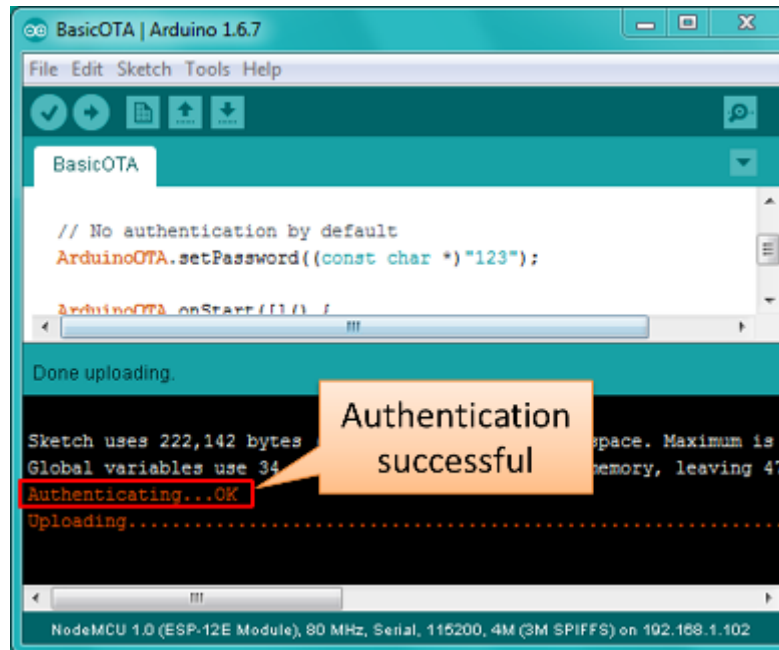 BasicOTA | Arduino 1.6.7
File Edit Sketch Tools Help
BasicOTA
// No authentication by default
ArduinoOTA.setPassword((const char *)"123");
ArduinoOTA.onStart([]() {
Done uploading.
Authentication
successful
Sketch uses 222,142 bytes space. Maximum is
Global variables use 34 memory, leaving 47
Authenticating...OK
Uploading...........................................................
NodeMCU 1.0 (ESP-12E Module), 80 MHz, Serial, 115200, 4M (3M SPIFFS) on 192.168.1.102